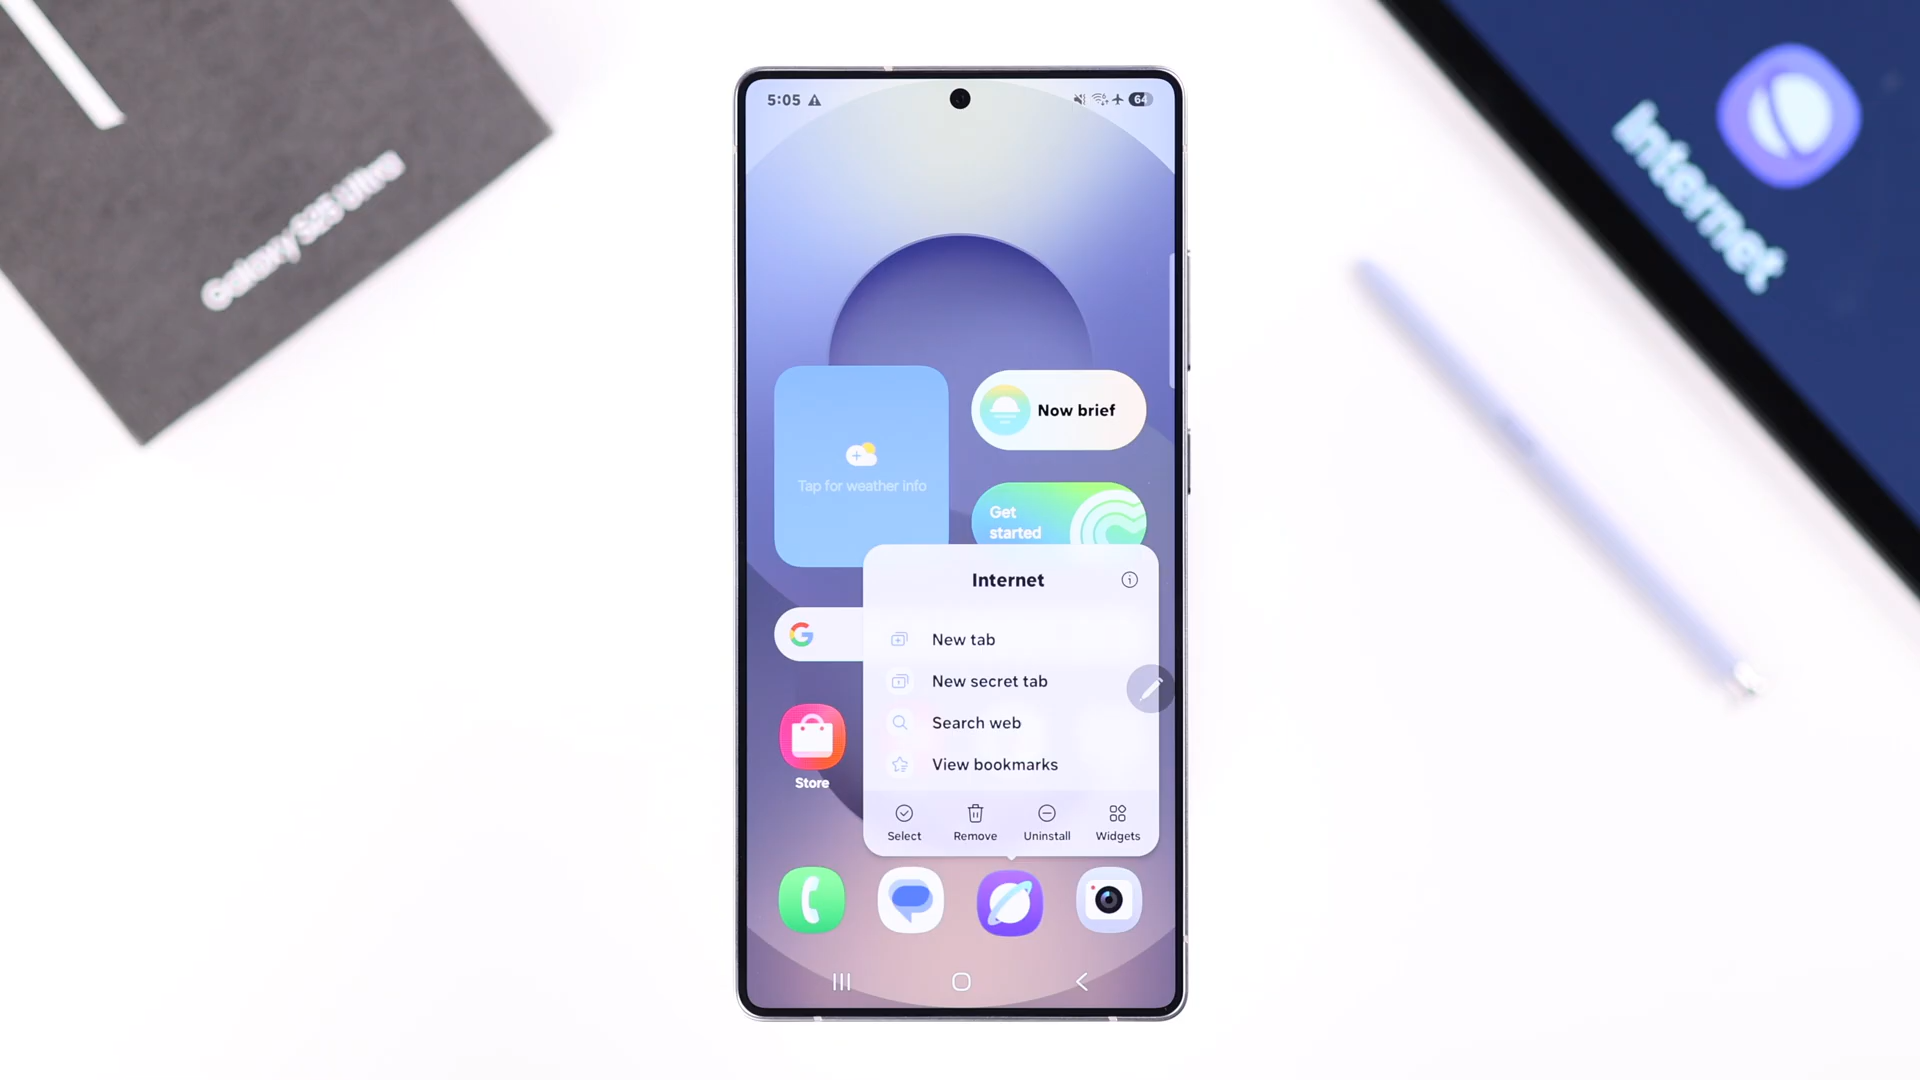 Galaxy S25 Ultra
Internet
5:05
64
Now brief
Tap for weather info
Get
started
Internet
New tab
New secret tab
Search web
View bookmarks
Select Remove Uninstall Widgets
Store